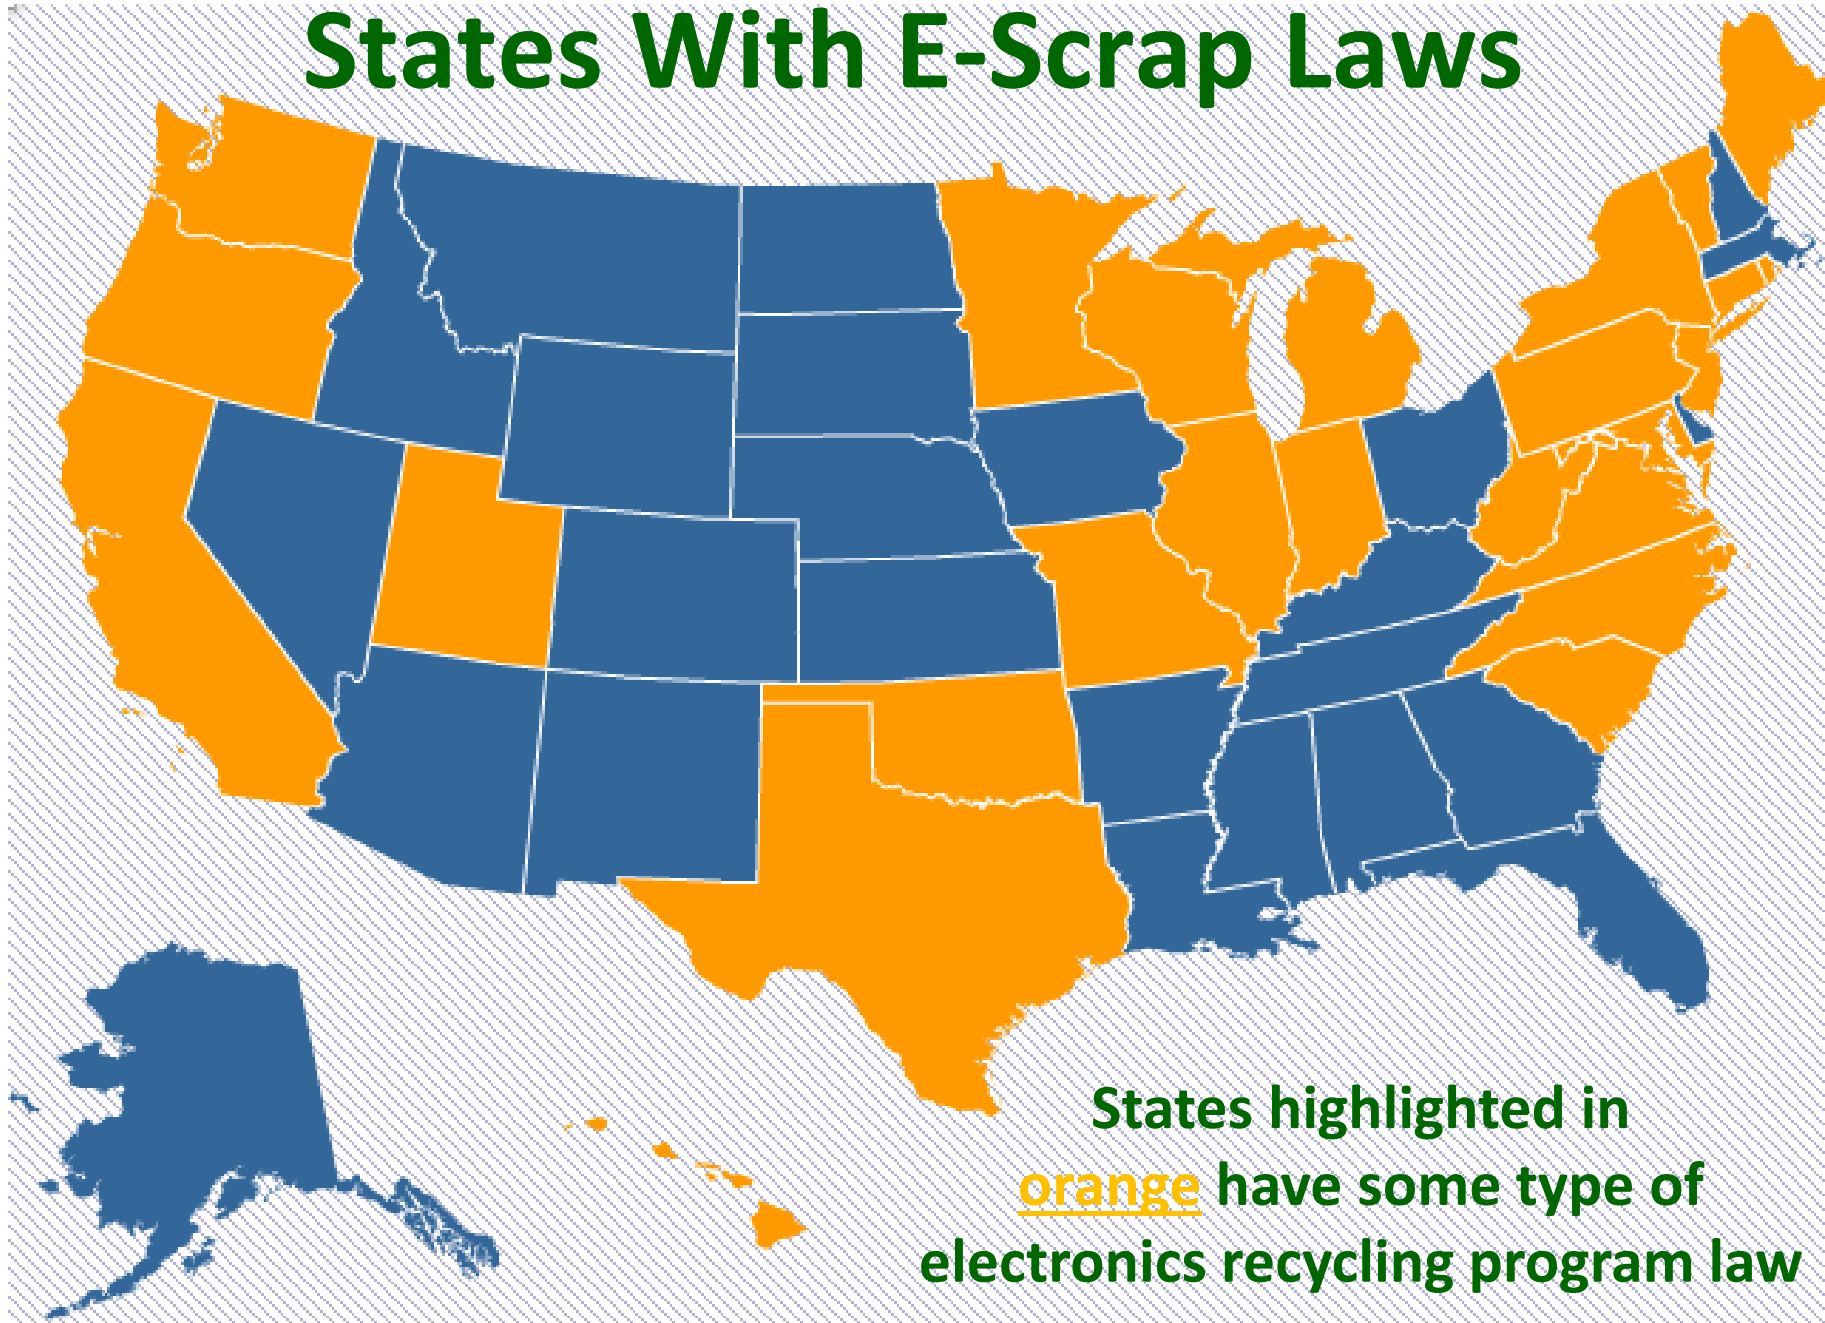 States With E-Scrap Laws
States highlighted in
orange have some type of
electronics recycling program law